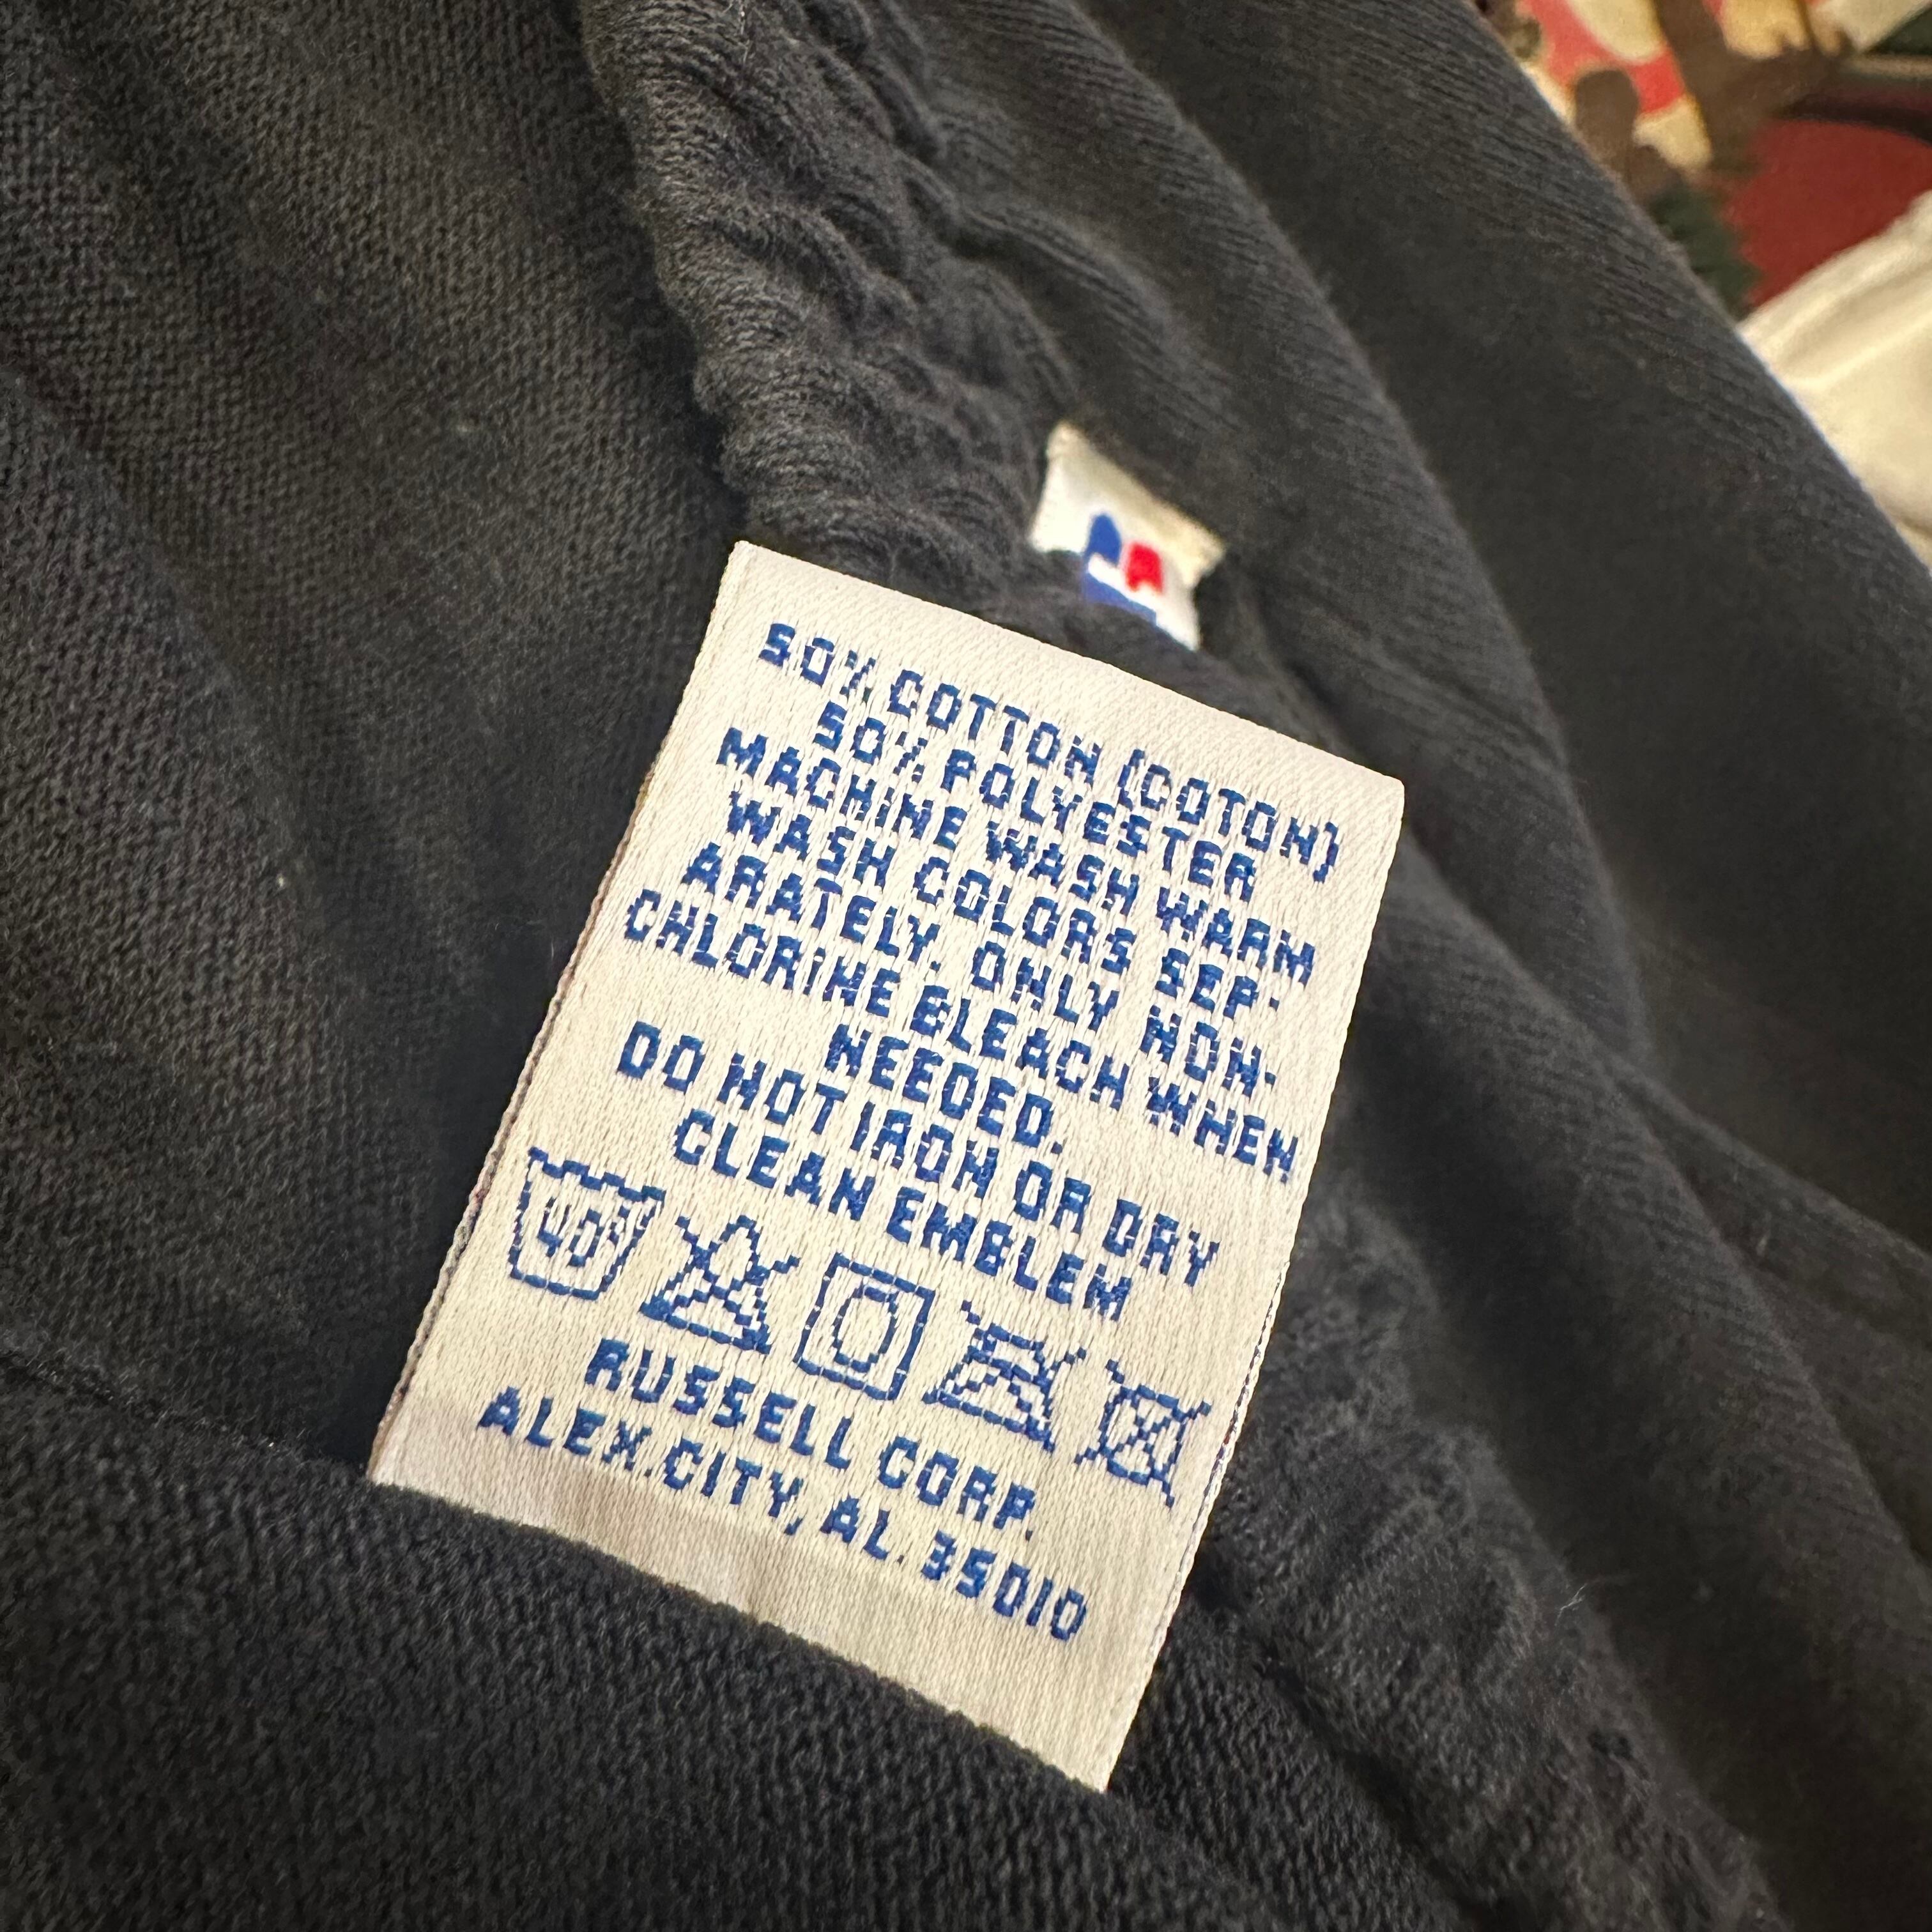 50% COTTON (COTON)
50% POLYESTER
MACHINE WASH WARM
WASH COLORS SEP-
ARATELY. ONLY NON-
CHLORINE BLEACH WHEN
NEEDED.
DO NOT IRON OR DRY
CLEAN EMBLEM
40°
RUSSELL CORP.
ALEX.CITY, AL. 35010